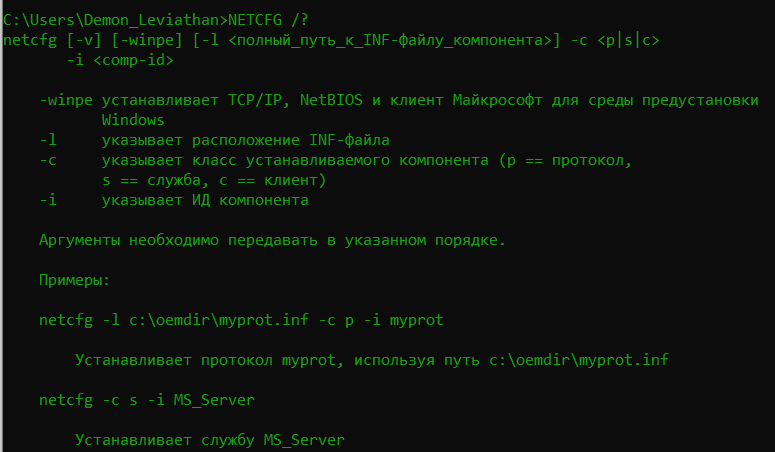 C:\Users\Demon_Leviathan>NETCFG /?
netcfg [-v] [-winpe] [-l <полный_путь_к_INF-файлу_компонента>] -c <p|s|c>
-i <comp-id>
-winpe устанавливает TCP/IP, NetBIOS и клиент Майкрософт для среды предустановки
Windows
-l указывает расположение INF-файла
-c указывает класс устанавливаемого компонента (p == протокол,
s == служба, c == клиент)
-i указывает ИД компонента
Аргументы необходимо передавать в указанном порядке.
Примеры:
netcfg -l c:\oemdir\myprot.inf -c p -i myprot
Устанавливает протокол myprot, используя путь c:\oemdir\myprot.inf
netcfg -c s -i MS_Server
Устанавливает службу MS_Server